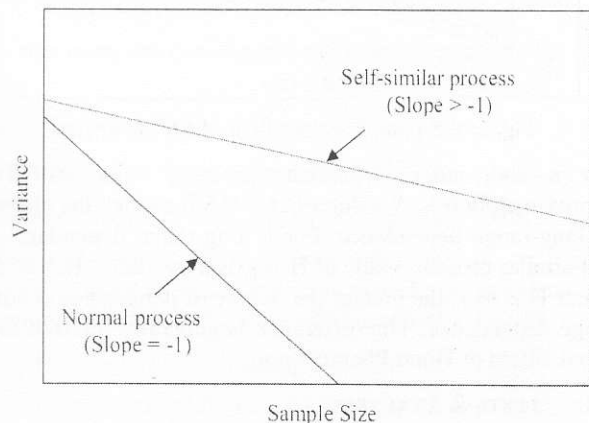 Self-similar process
(Slope > -1)
Variance
Normal process
(Slope = -1)
Sample Size